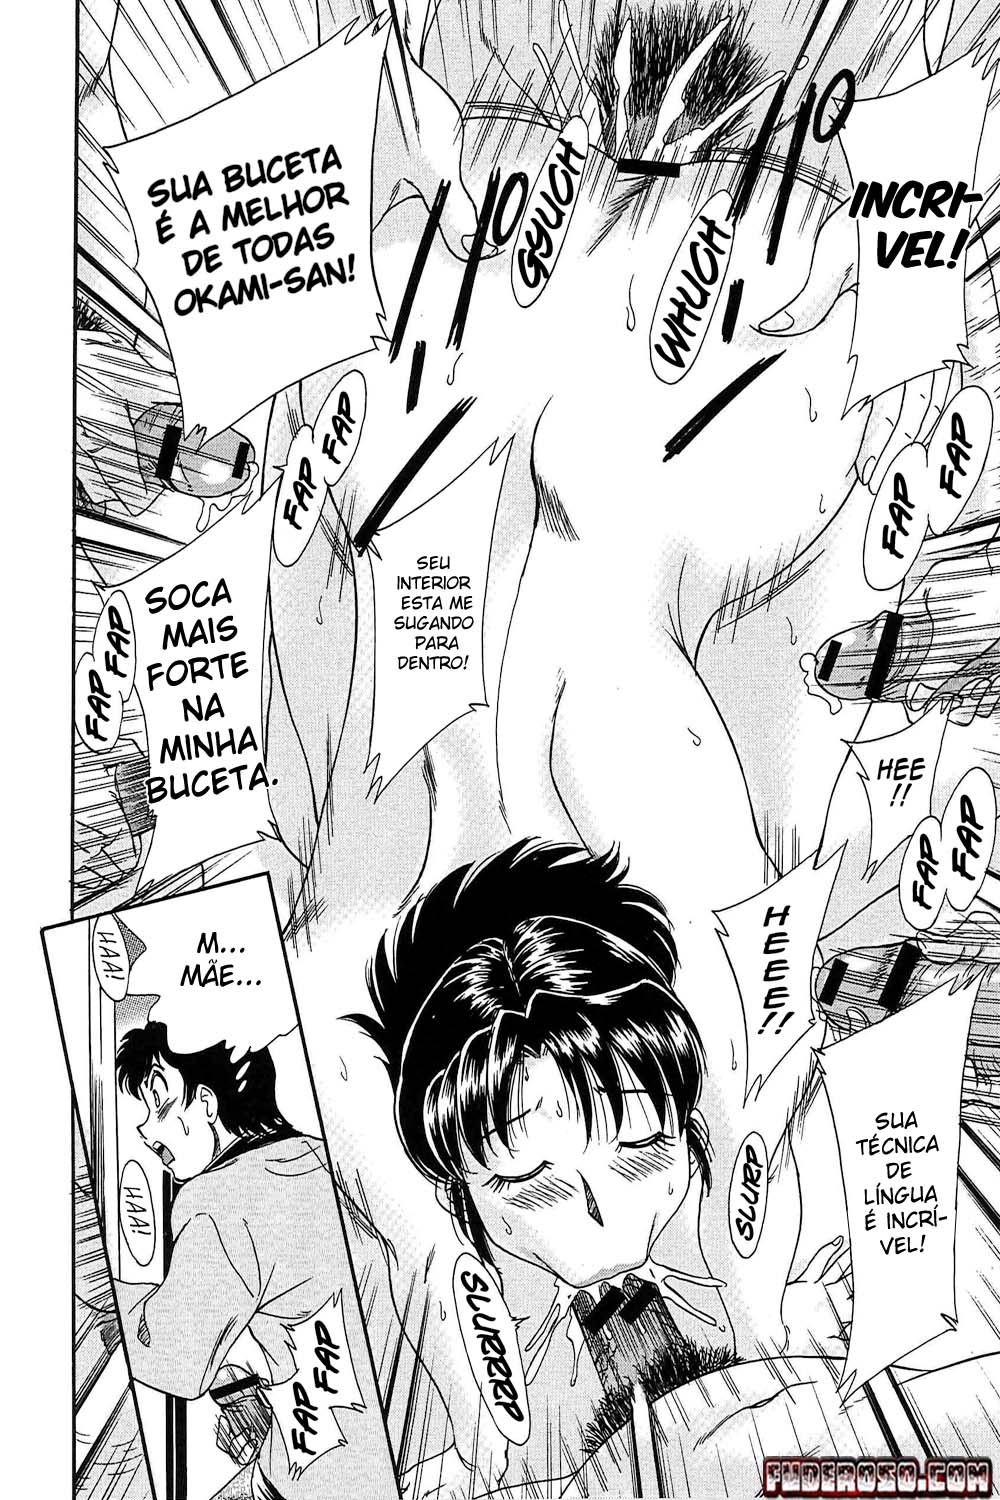 INCRI-
VEL!
SUA BUCETA
É A MELHOR
DE TODAS
OKAMI-SAN!
GYUCH
WHUCH
FAP FAP
FAP FAP
SEU
INTERIOR
ESTA ME
SUGANDO
PARA
DENTRO!
SOCA
MAIS
FORTE
NA
MINHA
BUCETA.
FAP FAP
HEE
!!
FAP FAP
HEEE!!
SUA
TÉCNICA
DE
LÍNGUA
É INCRÍ-
VEL!
SLURP
SLURRRP
M...
MÃE...
HAA!
HAA!
FAP FAP
FUDEROSO.COM